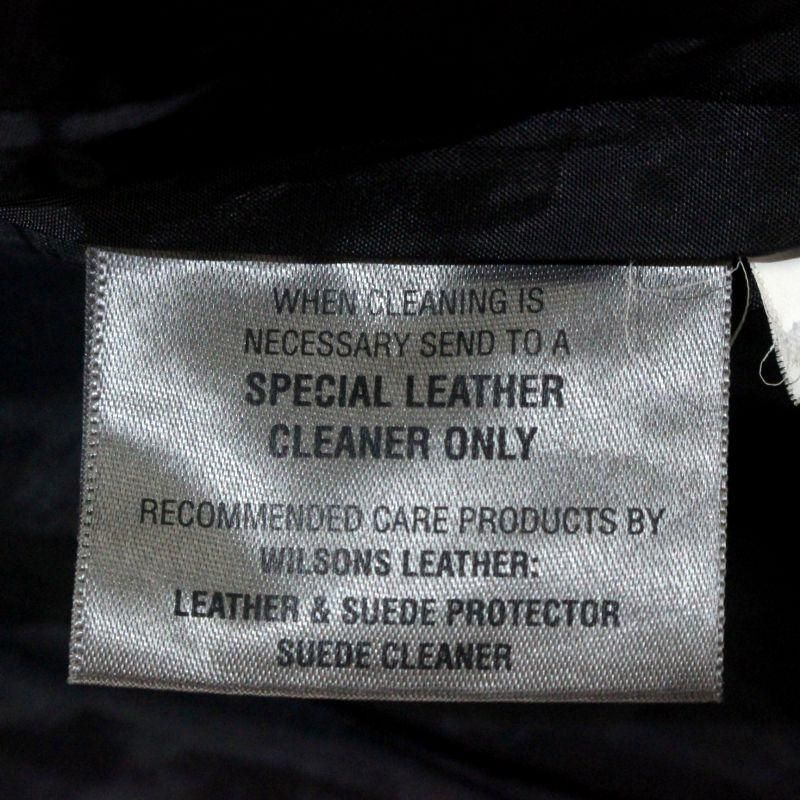 WHEN CLEANING IS
NECESSARY SEND TO A
SPECIAL LEATHER
CLEANER ONLY
RECOMMENDED CARE PRODUCTS BY
WILSONS LEATHER:
LEATHER & SUEDE PROTECTOR
SUEDE CLEANER